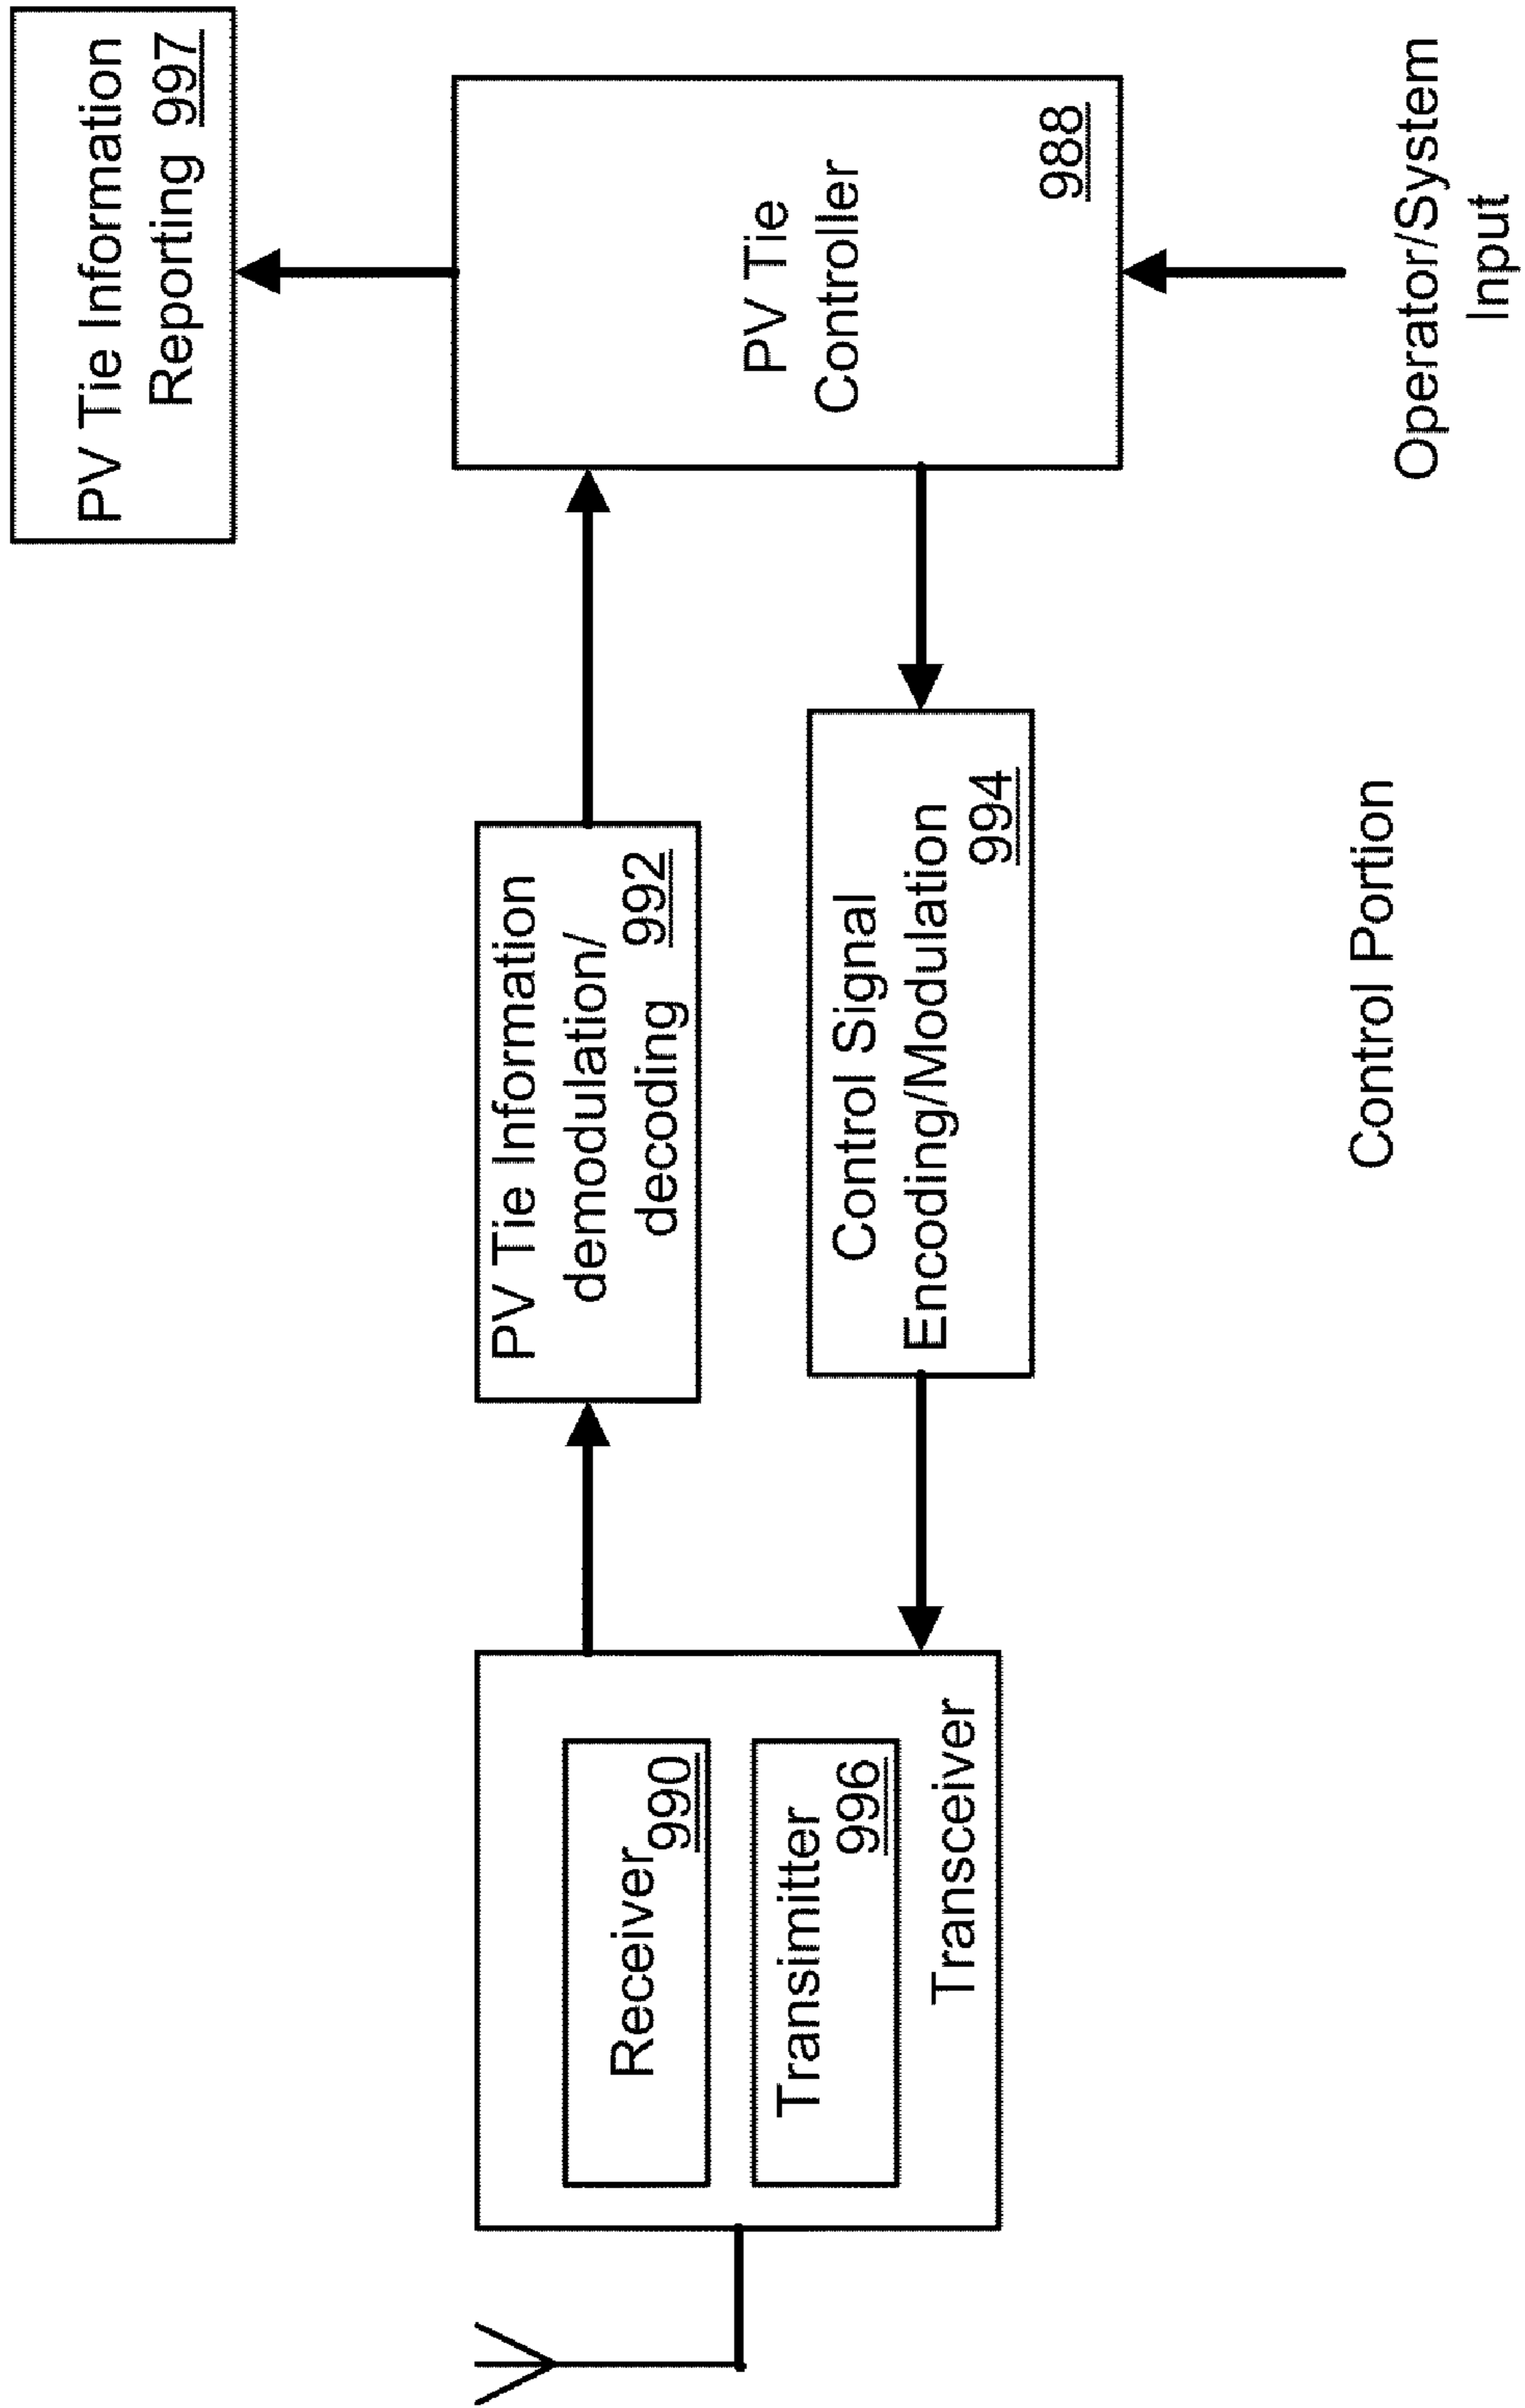 PV Tie Information
Reporting 997
PV Tie
Controller
988
Operator/System
Input
PV Tie Information
demodulation/
decoding 992
Control Signal
Encoding/Modulation
994
Receiver
990
Transimitter
996
Transceiver
Control Portion